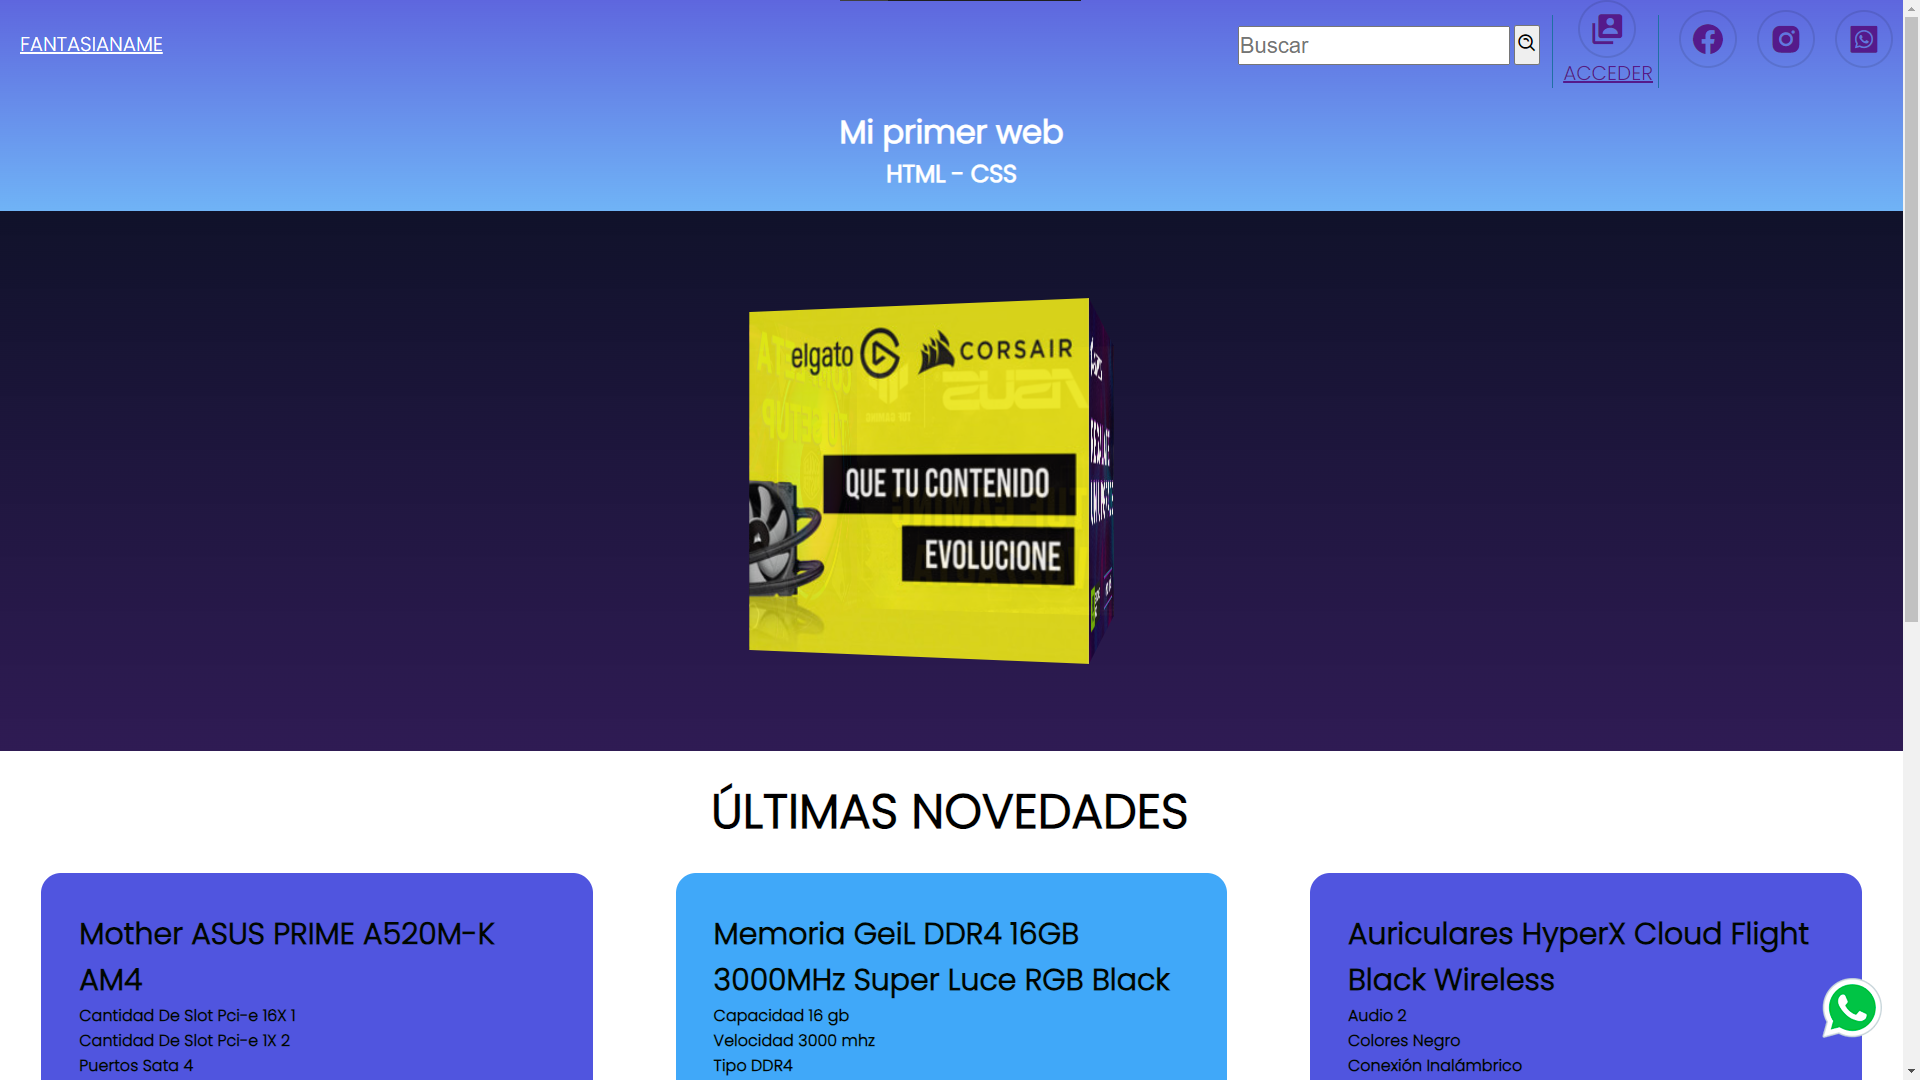 FANTASIANAME
Buscar
ACCEDER
Mi primer web
HTML - CSS
elgato CORSAIR
ASUS
QUE TU CONTENIDO
EVOLUCIONE
ÚLTIMAS NOVEDADES
Mother ASUS PRIME A520M-K
AM4
Cantidad De Slot Pci-e 16X 1
Cantidad De Slot Pci-e 1X 2
Puertos Sata 4
Memoria GeiL DDR4 16GB
3000MHz Super Luce RGB Black
Capacidad 16 gb
Velocidad 3000 mhz
Tipo DDR4
Auriculares HyperX Cloud Flight
Black Wireless
Audio 2
Colores Negro
Conexión Inalámbrico